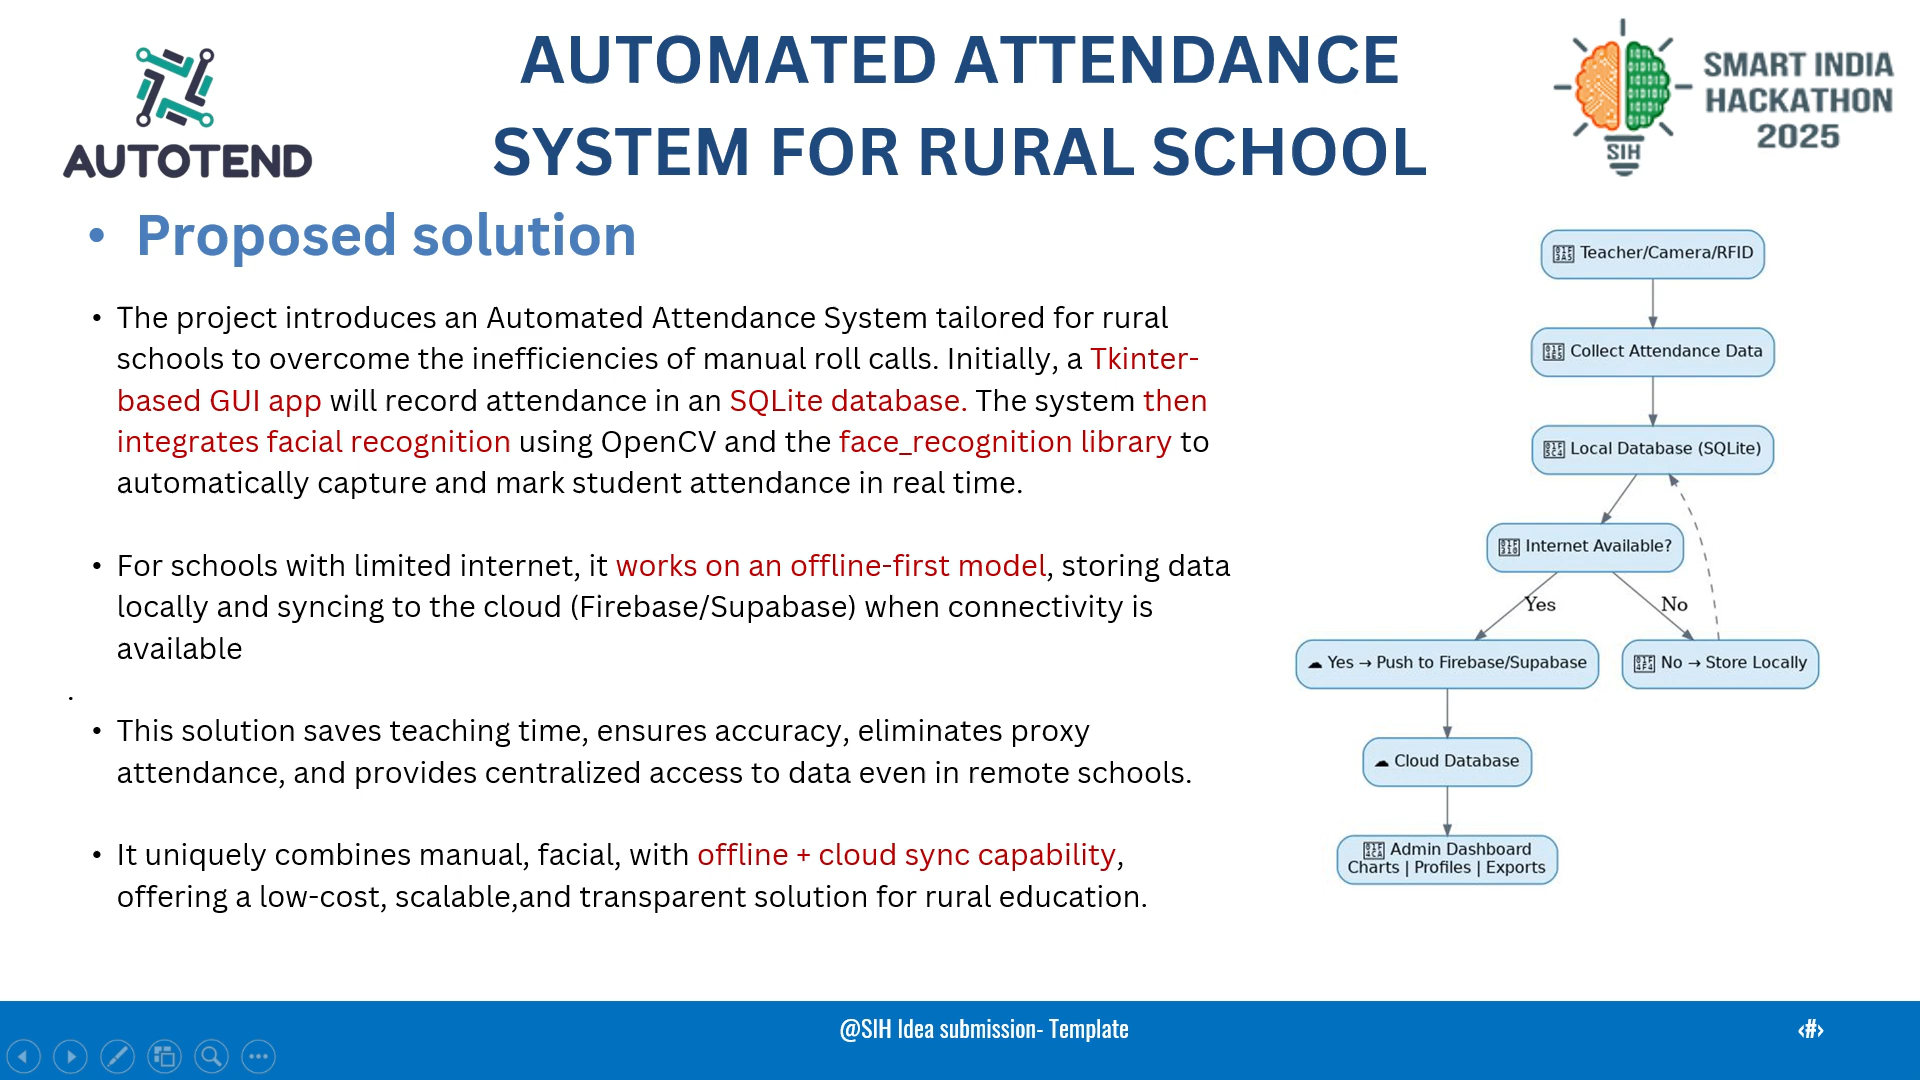 AUTOTEND
AUTOMATED ATTENDANCE
SYSTEM FOR RURAL SCHOOL
SMART INDIA
HACKATHON
2025
SIH
• Proposed solution
• The project introduces an Automated Attendance System tailored for rural
schools to overcome the inefficiencies of manual roll calls. Initially, a Tkinter-
based GUI app will record attendance in an SQLite database. The system then
integrates facial recognition using OpenCV and the face_recognition library to
automatically capture and mark student attendance in real time.
• For schools with limited internet, it works on an offline-first model, storing data
locally and syncing to the cloud (Firebase/Supabase) when connectivity is
available
.
• This solution saves teaching time, ensures accuracy, eliminates proxy
attendance, and provides centralized access to data even in remote schools.
• It uniquely combines manual, facial, with offline + cloud sync capability,
offering a low-cost, scalable,and transparent solution for rural education.
Teacher/Camera/RFID
Collect Attendance Data
Local Database (SQLite)
Internet Available?
Yes
No
☁ Yes → Push to Firebase/Supabase
No → Store Locally
☁ Cloud Database
Admin Dashboard
Charts | Profiles | Exports
@SIH Idea submission- Template
‹#›